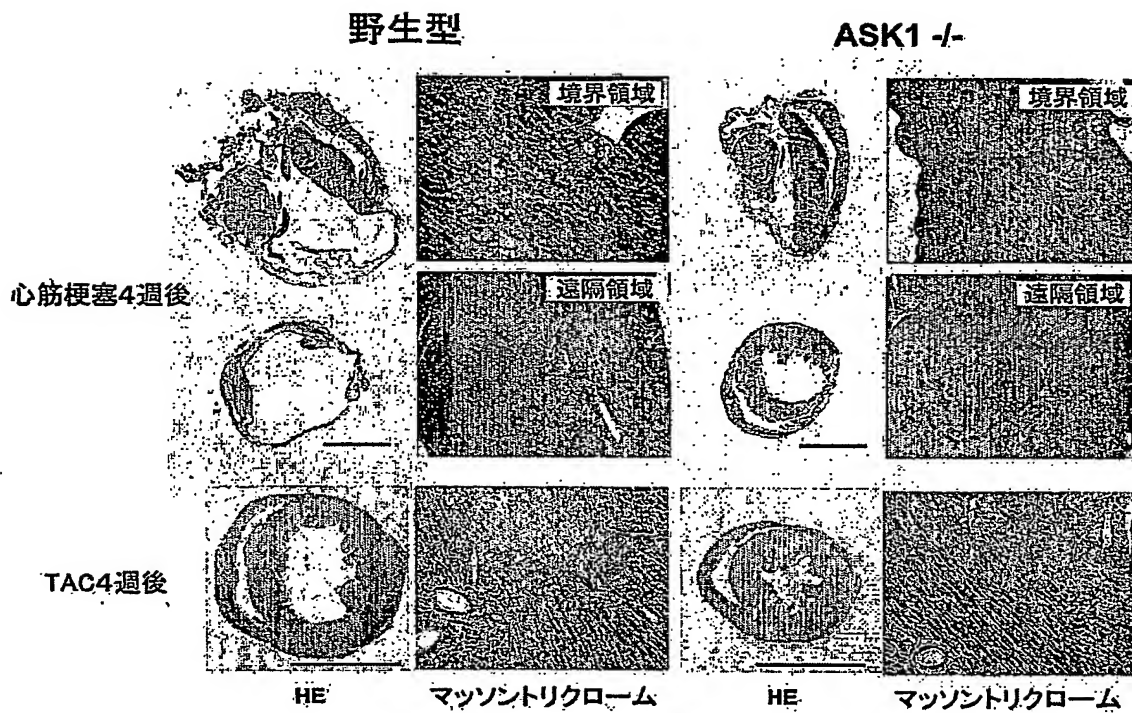 野生型
ASK1 -/-
境界領域
境界領域
心筋梗塞4週後
遠隔領域
遠隔領域
TAC4週後
HE
マッソントリクローム
HE
マッソントリクローム